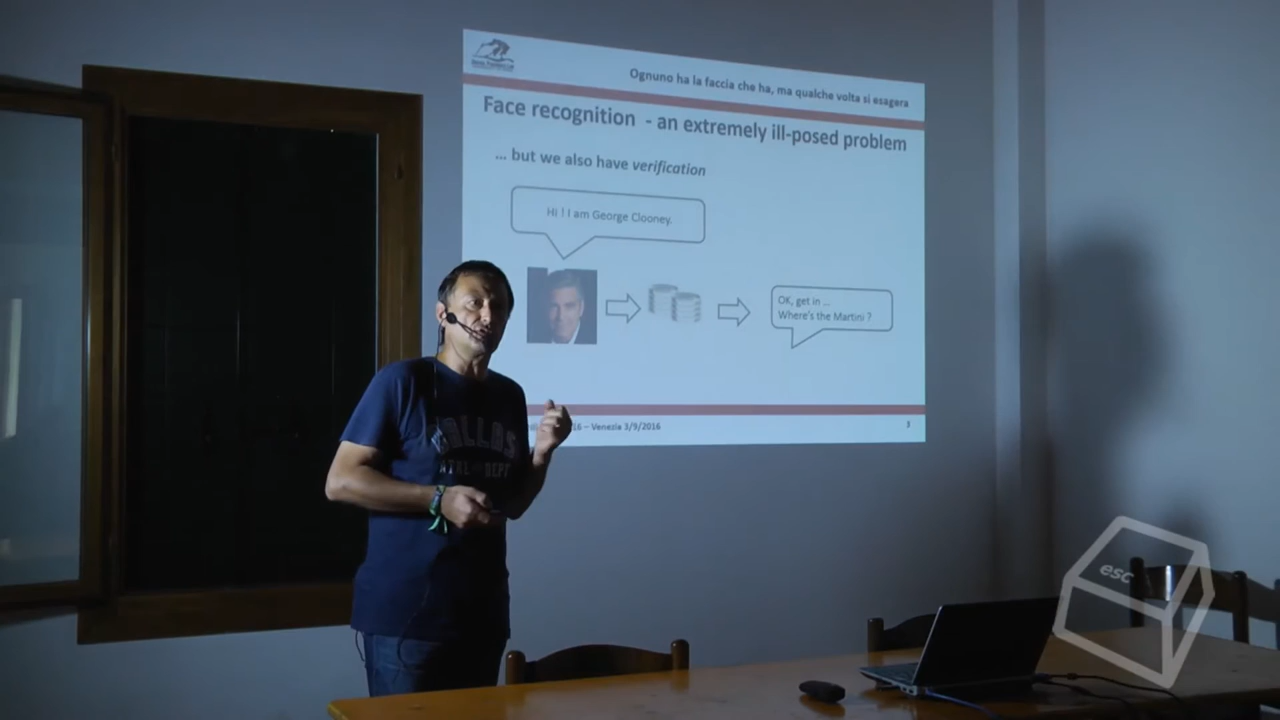 Ognuno ha la faccia che ha, ma qualche volta si esagera
Face recognition - an extremely ill-posed problem
... but we also have verification
Hi ! I am George Clooney.
OK, get in ...
Where's the Martini ?
16 – Venezia 3/9/2016
3
DALLAS
DEPT
esc